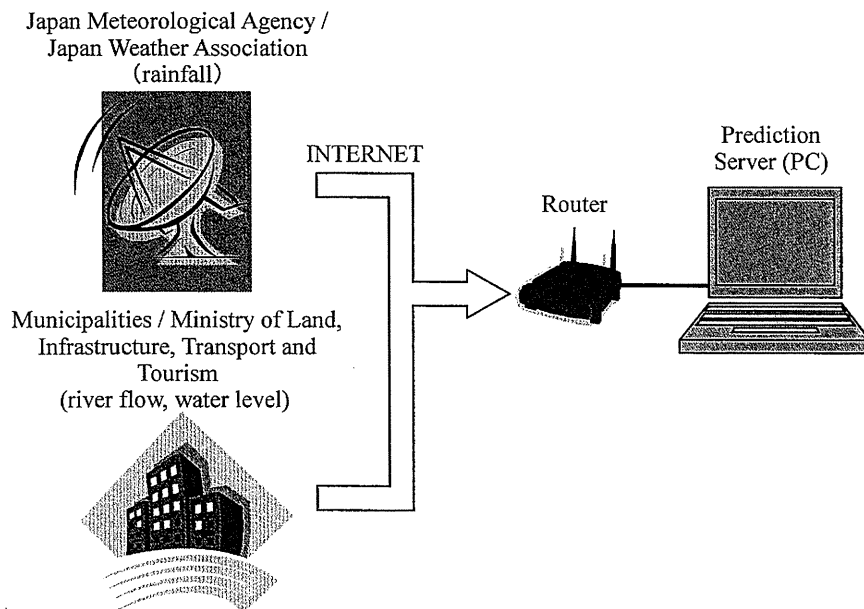 Japan Meteorological Agency /
Japan Weather Association
(rainfall)
INTERNET
Prediction
Server (PC)
Router
Municipalities / Ministry of Land,
Infrastructure, Transport and
Tourism
(river flow, water level)